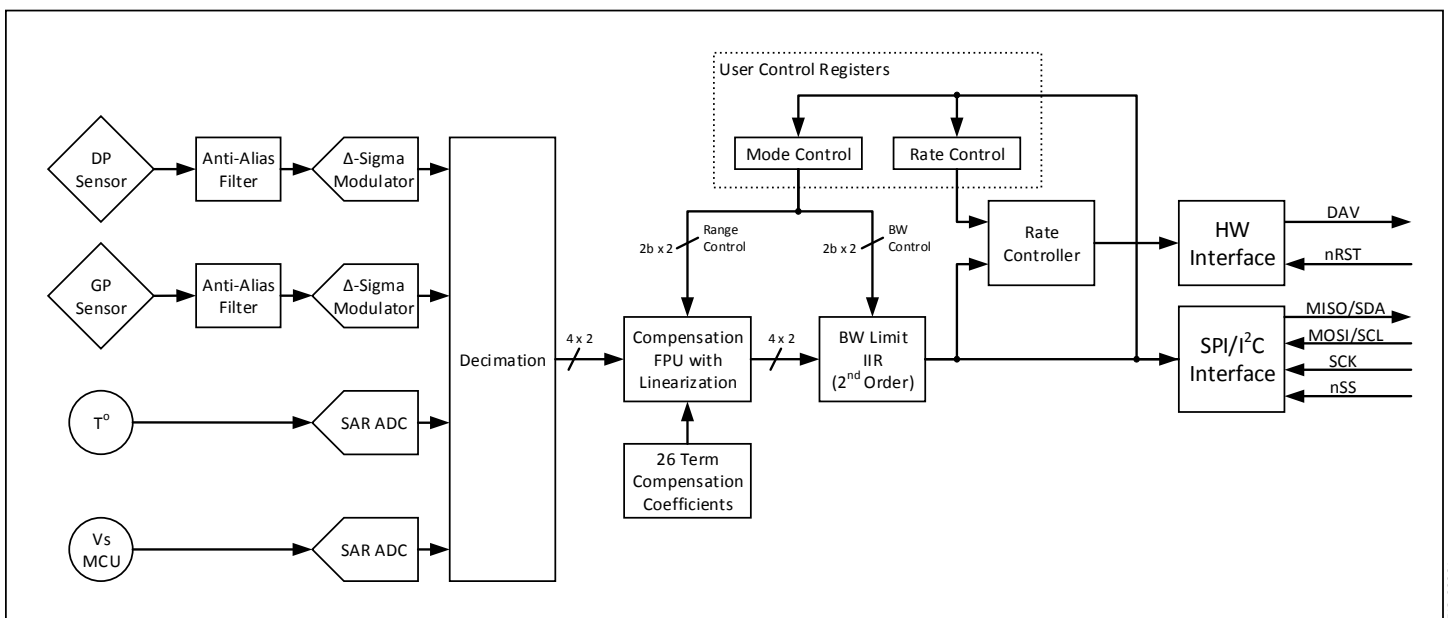 User Control Registers
Mode Control
Rate Control
DP
Sensor
Anti-Alias
Filter
Δ-Sigma
Modulator
GP
Sensor
Anti-Alias
Filter
Δ-Sigma
Modulator
T°
SAR ADC
Vs
MCU
SAR ADC
Decimation
4 x 2
2b x 2
Range
Control
Compensation
FPU with
Linearization
26 Term
Compensation
Coefficients
4 x 2
2b x 2
BW
Control
BW Limit
IIR
(2nd Order)
Rate
Controller
HW
Interface
DAV
nRST
SPI/I²C
Interface
MISO/SDA
MOSI/SCL
SCK
nSS